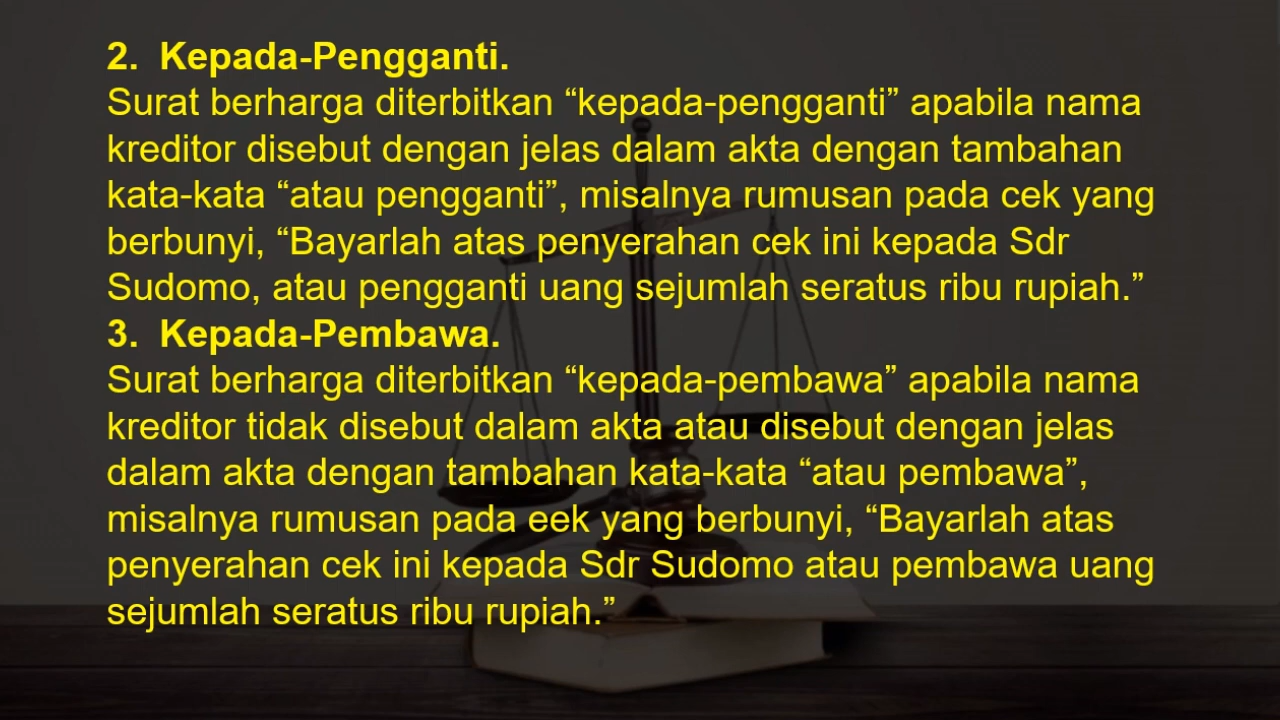 2. Kepada-Pengganti.
Surat berharga diterbitkan “kepada-pengganti” apabila nama
kreditor disebut dengan jelas dalam akta dengan tambahan
kata-kata “atau pengganti”, misalnya rumusan pada cek yang
berbunyi, “Bayarlah atas penyerahan cek ini kepada Sdr
Sudomo, atau pengganti uang sejumlah seratus ribu rupiah.”
3. Kepada-Pembawa.
Surat berharga diterbitkan “kepada-pembawa” apabila nama
kreditor tidak disebut dalam akta atau disebut dengan jelas
dalam akta dengan tambahan kata-kata “atau pembawa”,
misalnya rumusan pada eek yang berbunyi, “Bayarlah atas
penyerahan cek ini kepada Sdr Sudomo atau pembawa uang
sejumlah seratus ribu rupiah.”